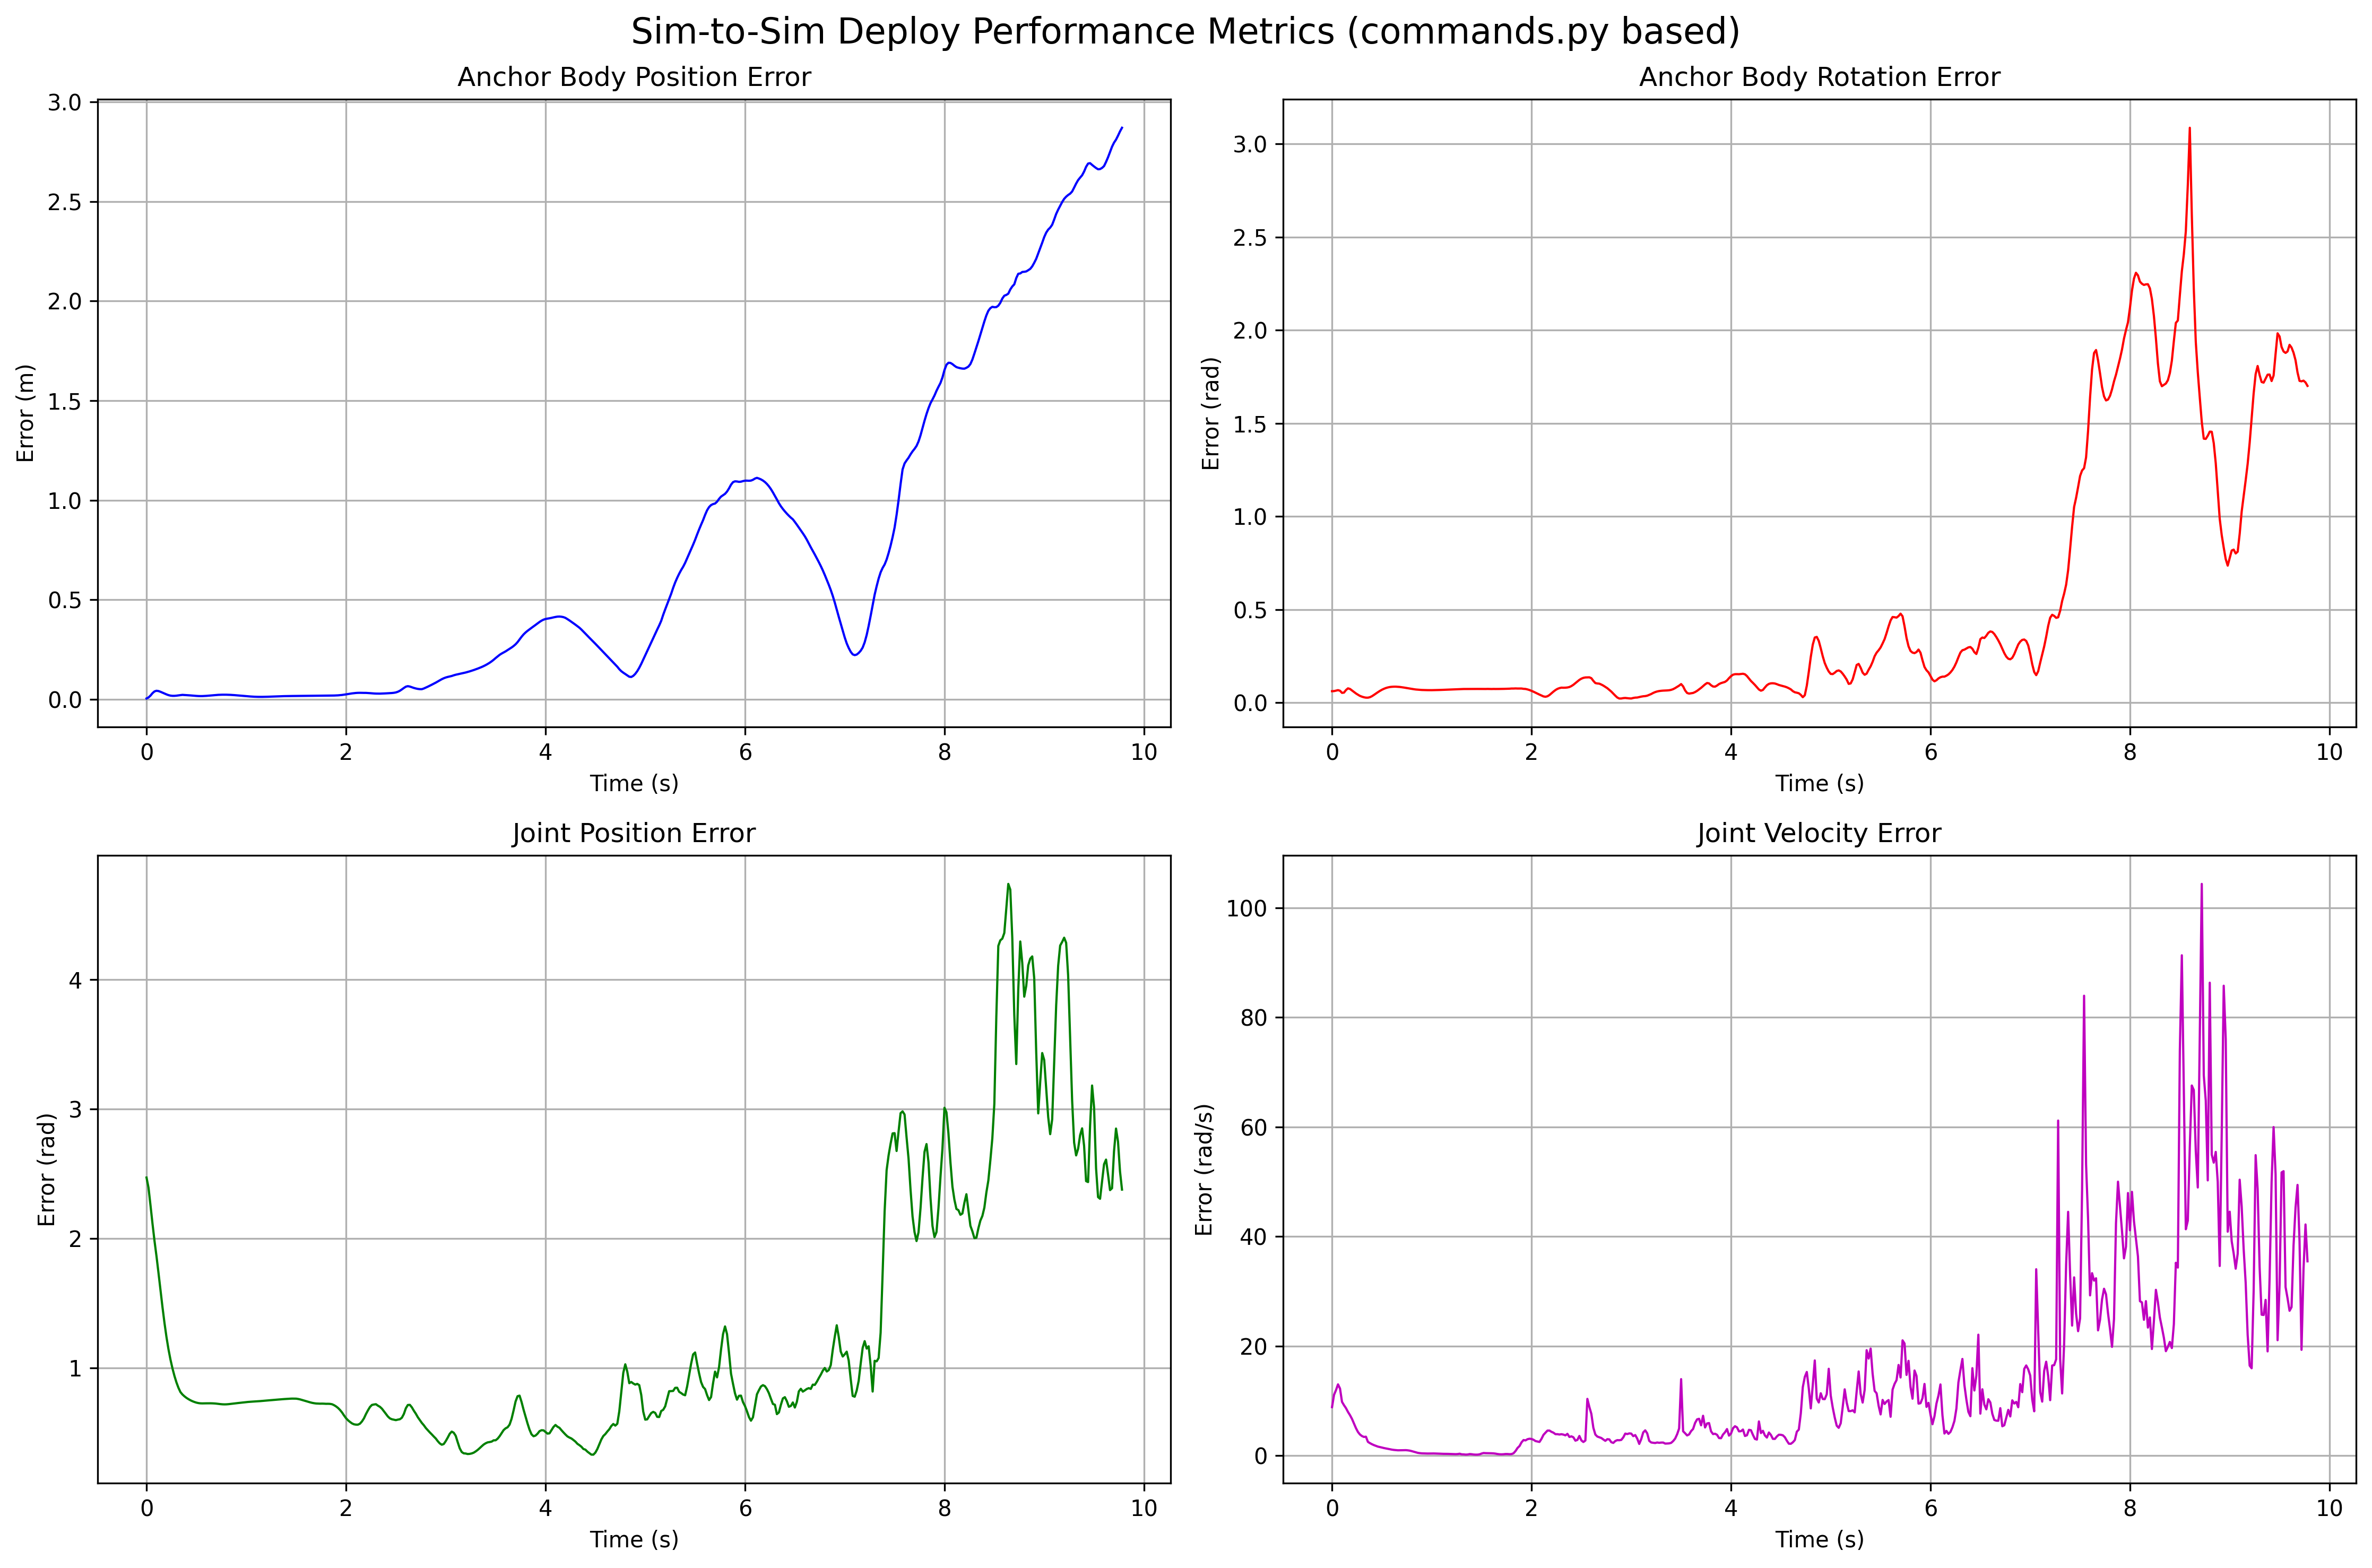 Sim-to-Sim Deploy Performance Metrics (commands.py based)
Anchor Body Position Error
Error (m)
3.0
2.5
2.0
1.5
1.0
0.5
0.0
0 2 4 6 8 10
Time (s)
Anchor Body Rotation Error
Error (rad)
3.0
2.5
2.0
1.5
1.0
0.5
0.0
0 2 4 6 8 10
Time (s)
Joint Position Error
Error (rad)
4
3
2
1
0 2 4 6 8 10
Time (s)
Joint Velocity Error
Error (rad/s)
100
80
60
40
20
0
0 2 4 6 8 10
Time (s)